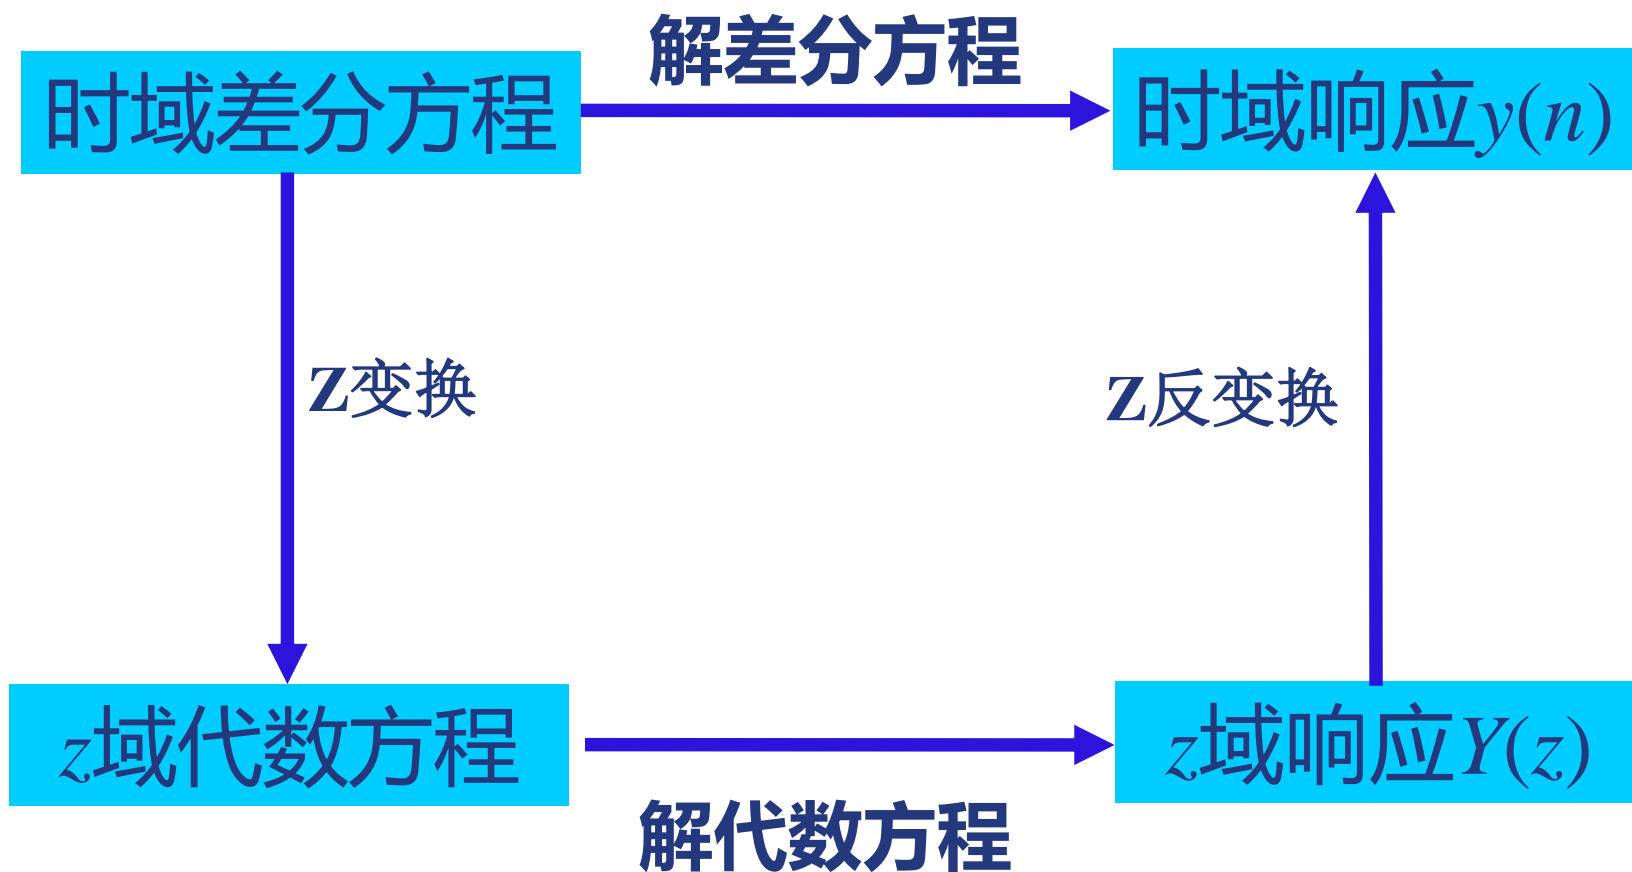 解差分方程
时域差分方程
时域响应y(n)
Z变换
Z反变换
z域代数方程
z域响应Y(z)
解代数方程